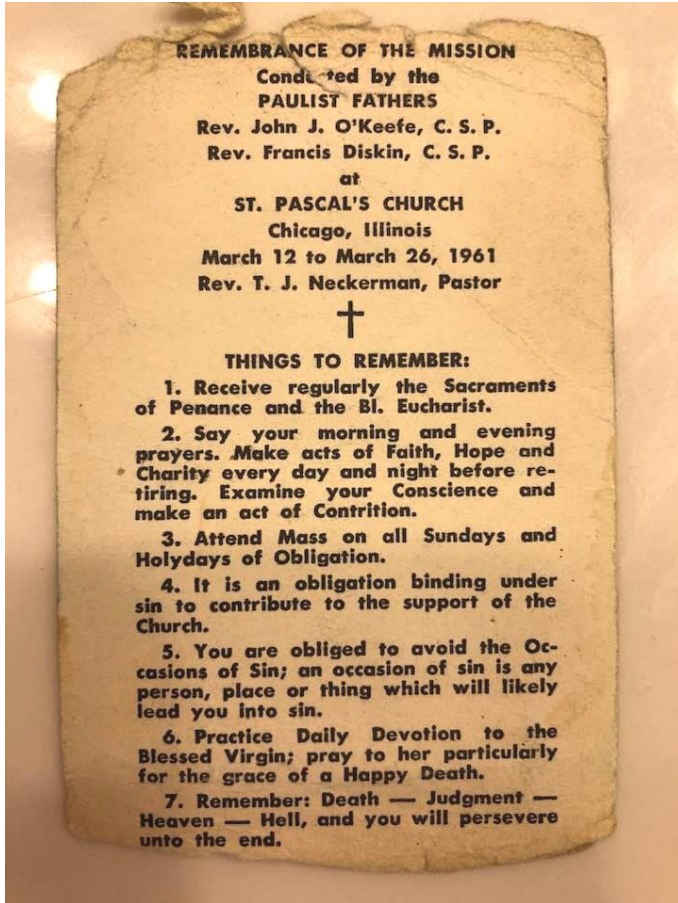 REMEMBRANCE OF THE MISSION
Conducted by the
PAULIST FATHERS
Rev. John J. O'Keefe, C. S. P.
Rev. Francis Diskin, C. S. P.
at
ST. PASCAL'S CHURCH
Chicago, Illinois
March 12 to March 26, 1961
Rev. T. J. Neckerman, Pastor
THINGS TO REMEMBER:
1. Receive regularly the Sacraments
of Penance and the Bl. Eucharist.
2. Say your morning and evening
prayers. Make acts of Faith, Hope and
Charity every day and night before re-
tiring. Examine your Conscience and
make an act of Contrition.
3. Attend Mass on all Sundays and
Holydays of Obligation.
4. It is an obligation binding under
sin to contribute to the support of the
Church.
5. You are obliged to avoid the Oc-
casions of Sin; an occasion of sin is any
person, place or thing which will likely
lead you into sin.
6. Practice Daily Devotion to the
Blessed Virgin; pray to her particularly
for the grace of a Happy Death.
7. Remember: Death — Judgment —
Heaven — Hell, and you will persevere
unto the end.